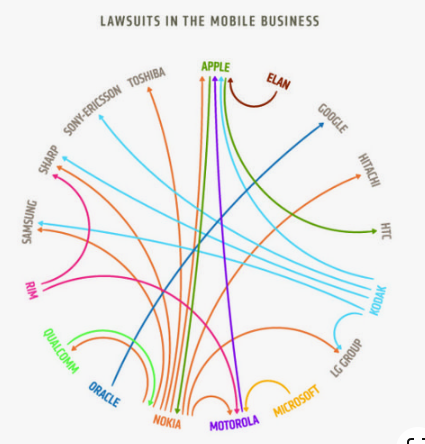 LAWSUITS IN THE MOBILE BUSINESS
APPLE
ELAN
GOOGLE
HITACHI
HTC
KODAK
LG GROUP
MICROSOFT
MOTOROLA
NOKIA
ORACLE
QUALCOMM
RIM
SAMSUNG
SHARP
SONY-ERICSSON
TOSHIBA